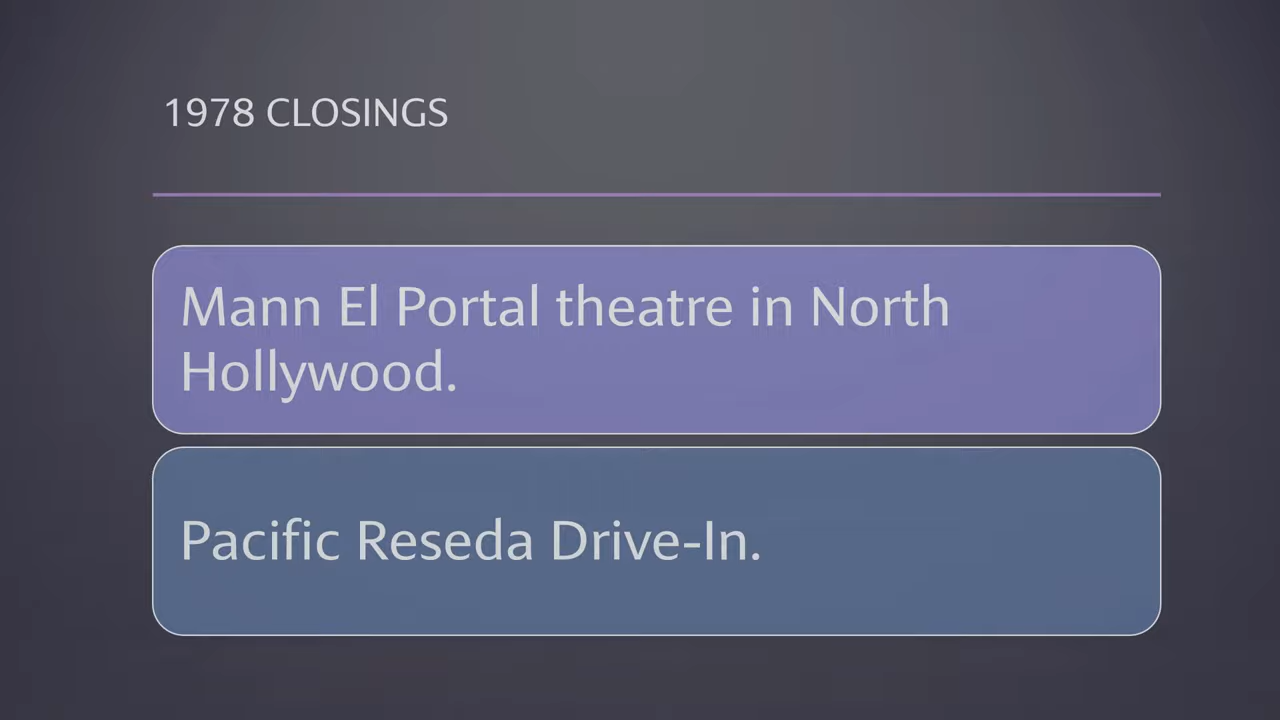 1978 CLOSINGS
Mann El Portal theatre in North
Hollywood.
Pacific Reseda Drive-In.